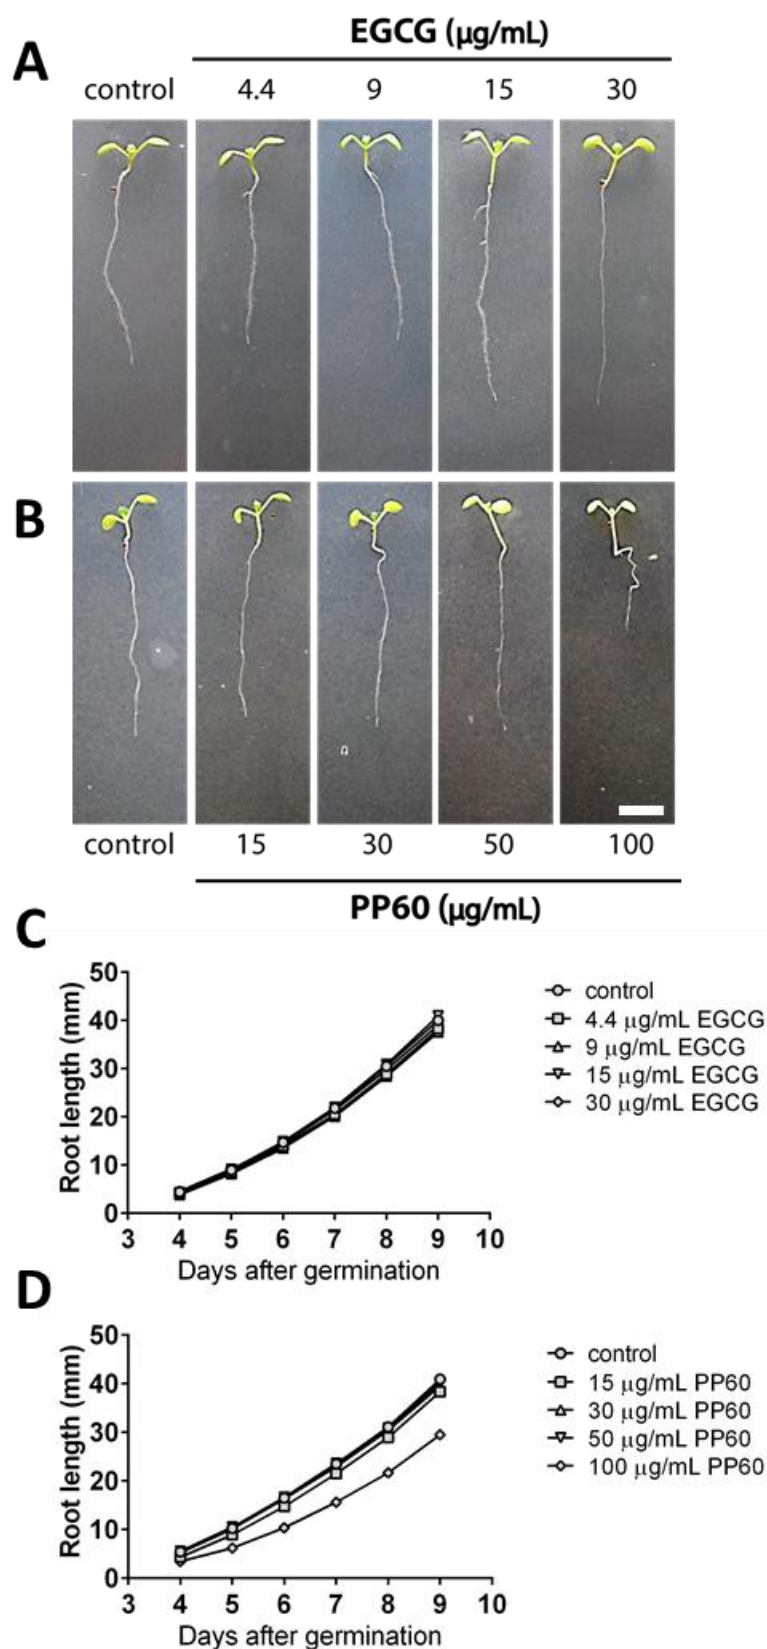 A
EGCG (µg/mL)
control 4.4 9 15 30
B
control 15 30 50 100
PP60 (µg/mL)
C
Root length (mm)
50
40
30
20
10
0
3 4 5 6 7 8 9 10
Days after germination
control
4.4 µg/mL EGCG
9 µg/mL EGCG
15 µg/mL EGCG
30 µg/mL EGCG
D
Root length (mm)
50
40
30
20
10
0
3 4 5 6 7 8 9 10
Days after germination
control
15 µg/mL PP60
30 µg/mL PP60
50 µg/mL PP60
100 µg/mL PP60